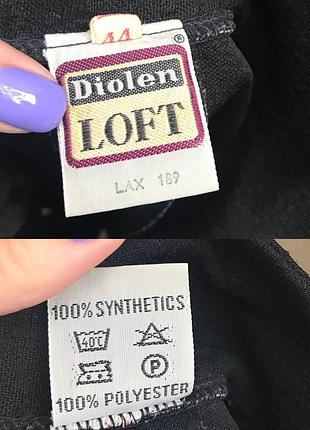 44
®
Diolen
LOFT
LAX 189
100% SYNTHETICS
40°C
P
100% POLYESTER